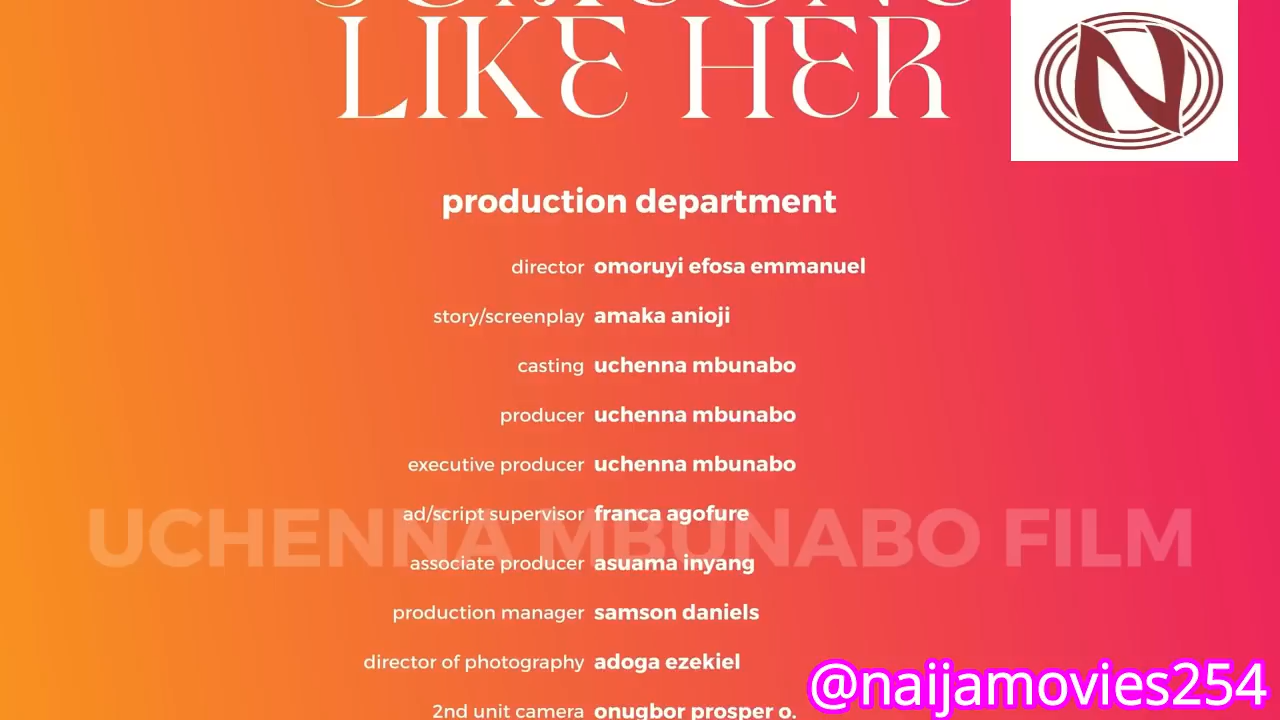 LIKE HER
N
production department
director omoruyi efosa emmanuel
story/screenplay amaka anioji
casting uchenna mbunabo
producer uchenna mbunabo
executive producer uchenna mbunabo
ad/script supervisor franca agofure
UCHENNA MBUNABO FILM
associate producer asuama inyang
production manager samson daniels
director of photography adoga ezekiel
@naijamovies254
2nd unit camera onugbor prosper o.